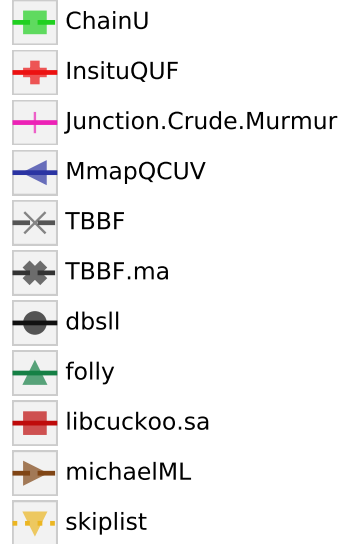 ChainU
InsituQUF
Junction.Crude.Murmur
MmapQCUV
TBBF
TBBF.ma
dbsll
folly
libcuckoo.sa
michaelML
skiplist